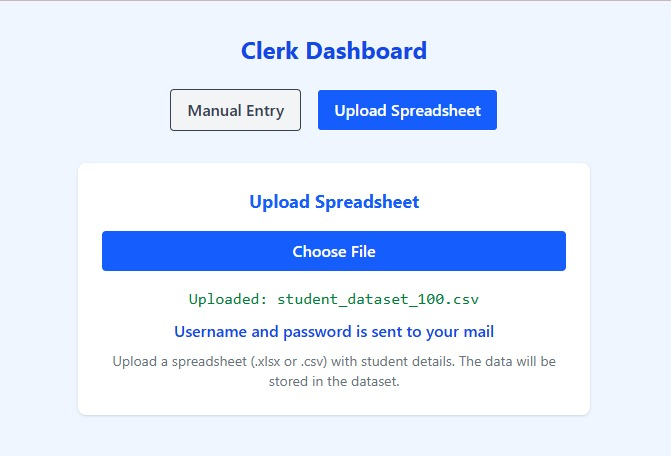 Clerk Dashboard
Manual Entry
Upload Spreadsheet
Upload Spreadsheet
Choose File
Uploaded: student_dataset_100.csv
Username and password is sent to your mail
Upload a spreadsheet (.xlsx or .csv) with student details. The data will be
stored in the dataset.